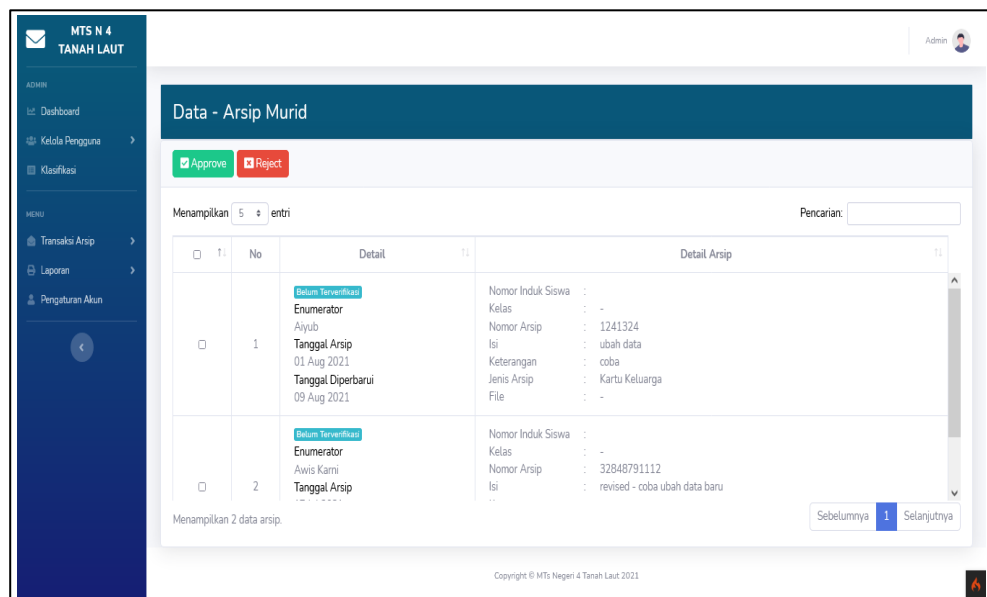 MTS N 4
TANAH LAUT
Admin
ADMIN
Dashboard
Kelola Pengguna
Klasifikasi
MENU
Transaksi Arsip
Laporan
Pengaturan Akun
Data - Arsip Murid
Approve Reject
Menampilkan 5 entri Pencarian:
No Detail Detail Arsip
1
Belum Terverifikasi
Enumerator
Aiyub
Tanggal Arsip
01 Aug 2021
Tanggal Diperbarui
09 Aug 2021
Nomor Induk Siswa :
Kelas : -
Nomor Arsip : 1241324
Isi : ubah data
Keterangan : coba
Jenis Arsip : Kartu Keluarga
File : -
2
Belum Terverifikasi
Enumerator
Awis Karni
Tanggal Arsip
Nomor Induk Siswa :
Kelas : -
Nomor Arsip : 32848791112
Isi : revised - coba ubah data baru
Menampilkan 2 data arsip.
Sebelumnya 1 Selanjutnya
Copyright © MTs Negeri 4 Tanah Laut 2021